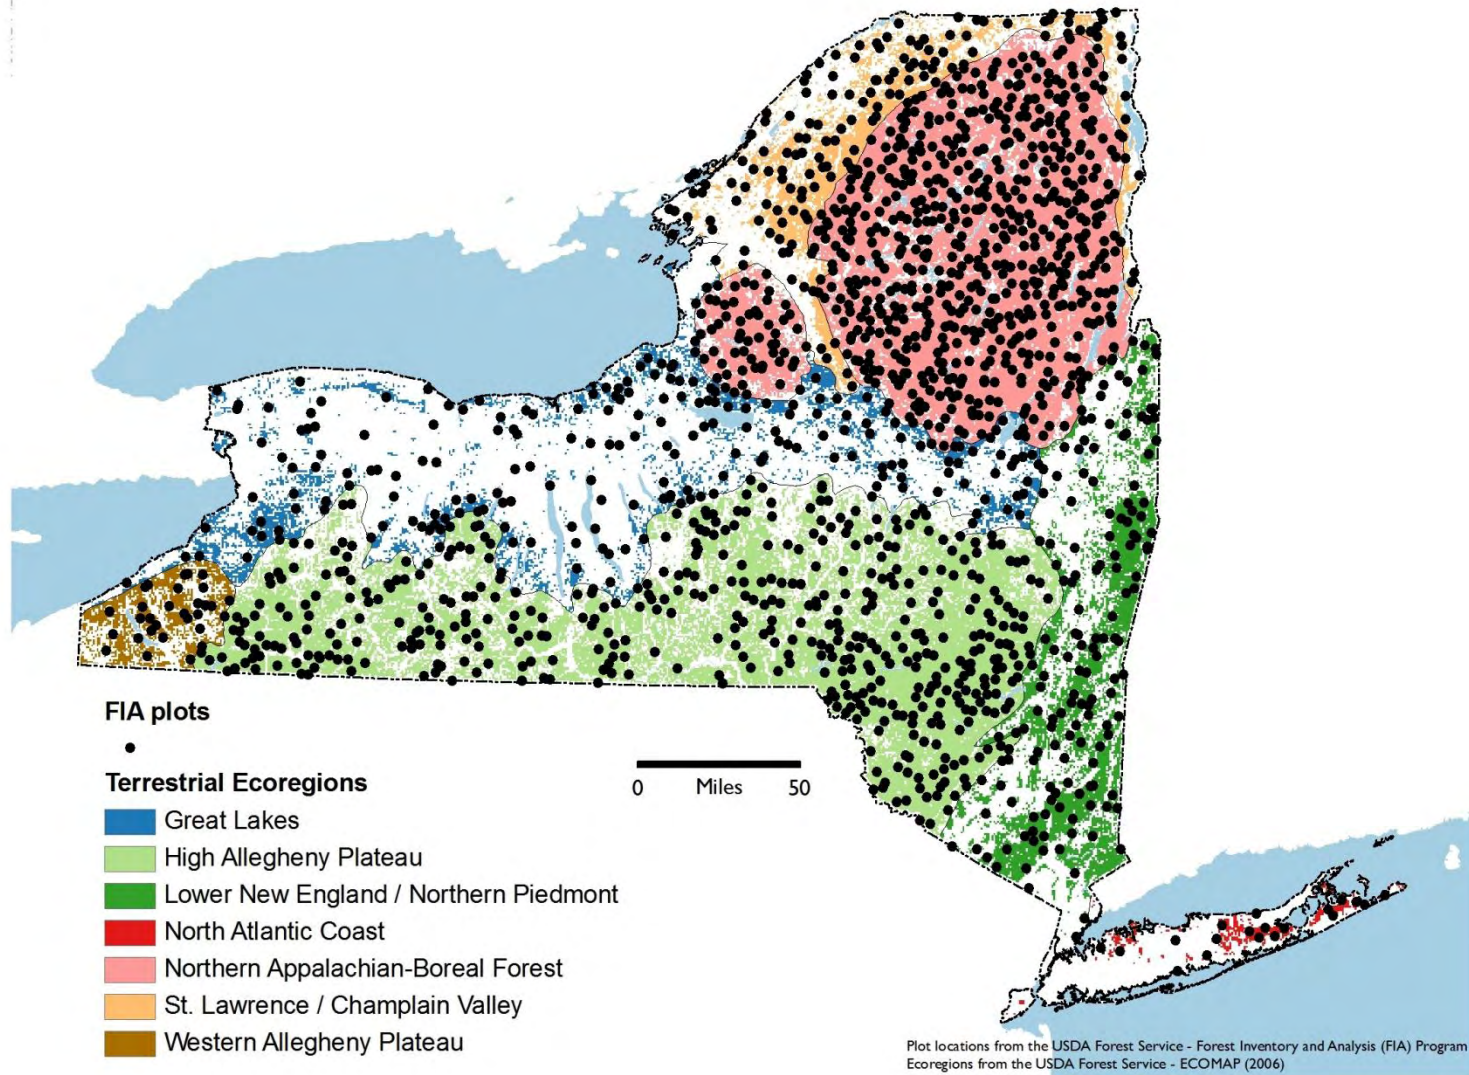 FIA plots
Terrestrial Ecoregions
Great Lakes
High Allegheny Plateau
Lower New England / Northern Piedmont
North Atlantic Coast
Northern Appalachian-Boreal Forest
St. Lawrence / Champlain Valley
Western Allegheny Plateau
0 Miles 50
Plot locations from the USDA Forest Service - Forest Inventory and Analysis (FIA) Program
Ecoregions from the USDA Forest Service - ECOMAP (2006)